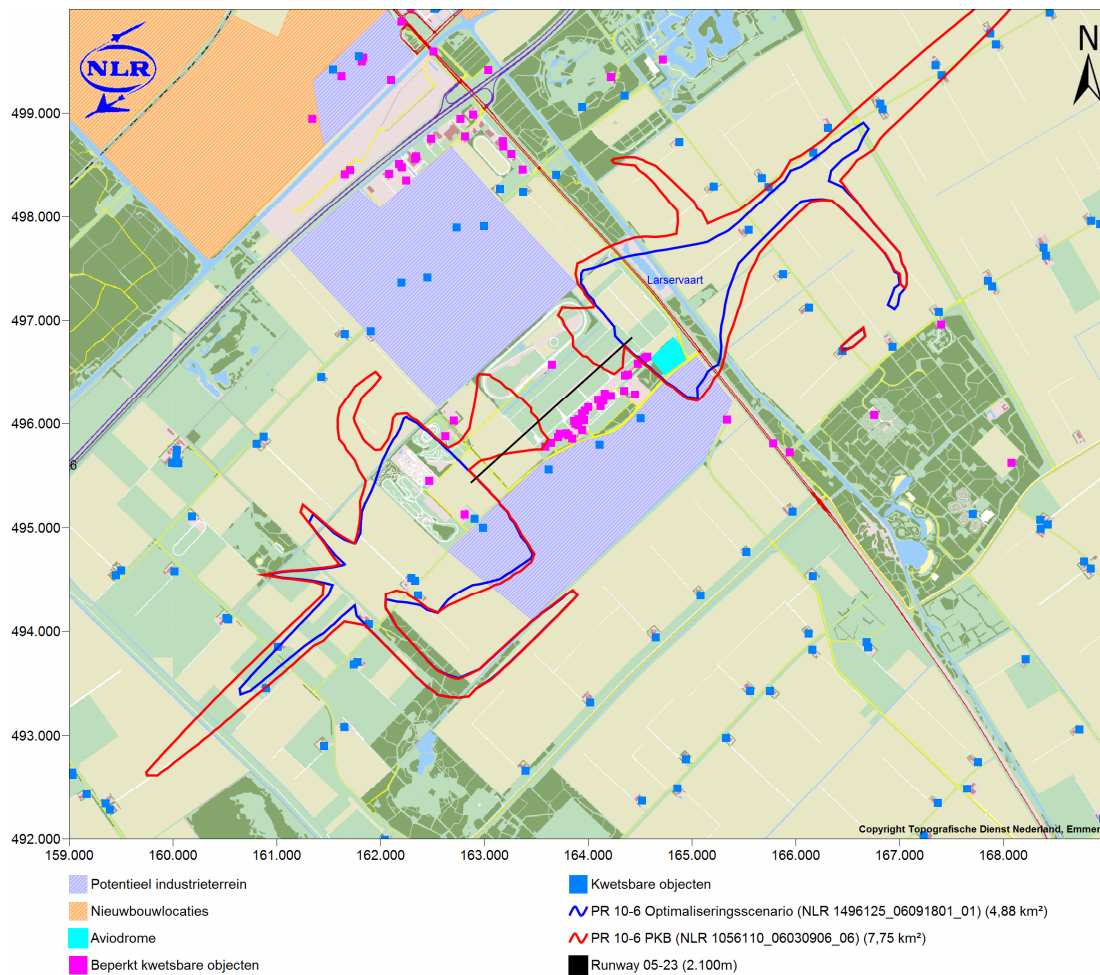 NLR
N
499.000
498.000
497.000
496.000
495.000
494.000
493.000
492.000
Larservaart
6
Copyright Topografische Dienst Nederland, Emmen
159.000 160.000 161.000 162.000 163.000 164.000 165.000 166.000 167.000 168.000
Potentieel industrieterrein
Nieuwbouwlocaties
Aviodrome
Beperkt kwetsbare objecten
Kwetsbare objecten
PR 10-6 Optimaliseringsscenario (NLR 1496125_06091801_01) (4,88 km²)
PR 10-6 PKB (NLR 1056110_06030906_06) (7,75 km²)
Runway 05-23 (2.100m)